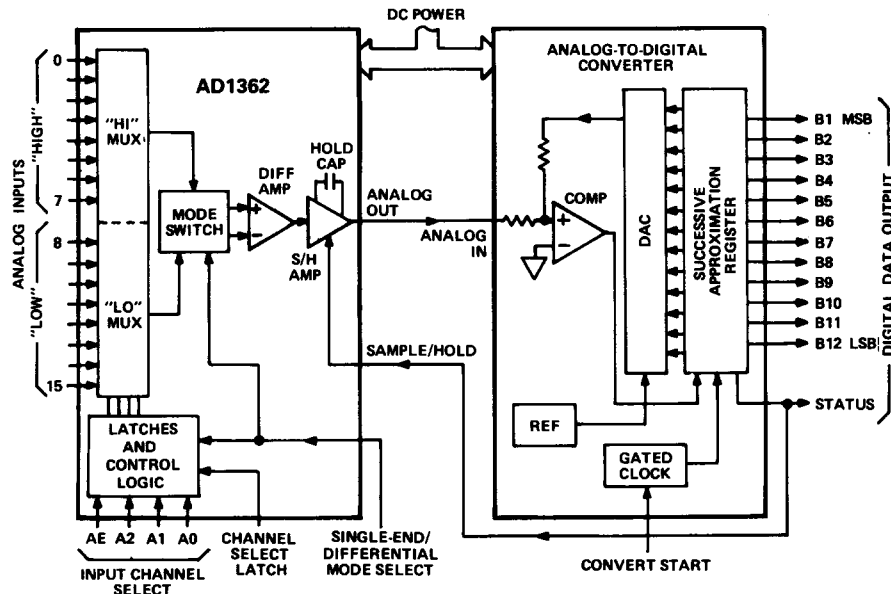 DC POWER
AD1362
ANALOG-TO-DIGITAL
CONVERTER
ANALOG INPUTS
"HIGH"
"LOW"
0
7
8
15
"HI"
MUX
"LO"
MUX
MODE
SWITCH
DIFF
AMP
+
−
HOLD
CAP
S/H
AMP
ANALOG
OUT
ANALOG
IN
SAMPLE/HOLD
LATCHES
AND
CONTROL
LOGIC
AE A2 A1 A0
INPUT CHANNEL
SELECT
CHANNEL
SELECT
LATCH
SINGLE-END/
DIFFERENTIAL
MODE SELECT
COMP
+
−
DAC
SUCCESSIVE
APPROXIMATION
REGISTER
REF
GATED
CLOCK
CONVERT START
B1 MSB
B2
B3
B4
B5
B6
B7
B8
B9
B10
B11
B12 LSB
STATUS
DIGITAL DATA OUTPUT